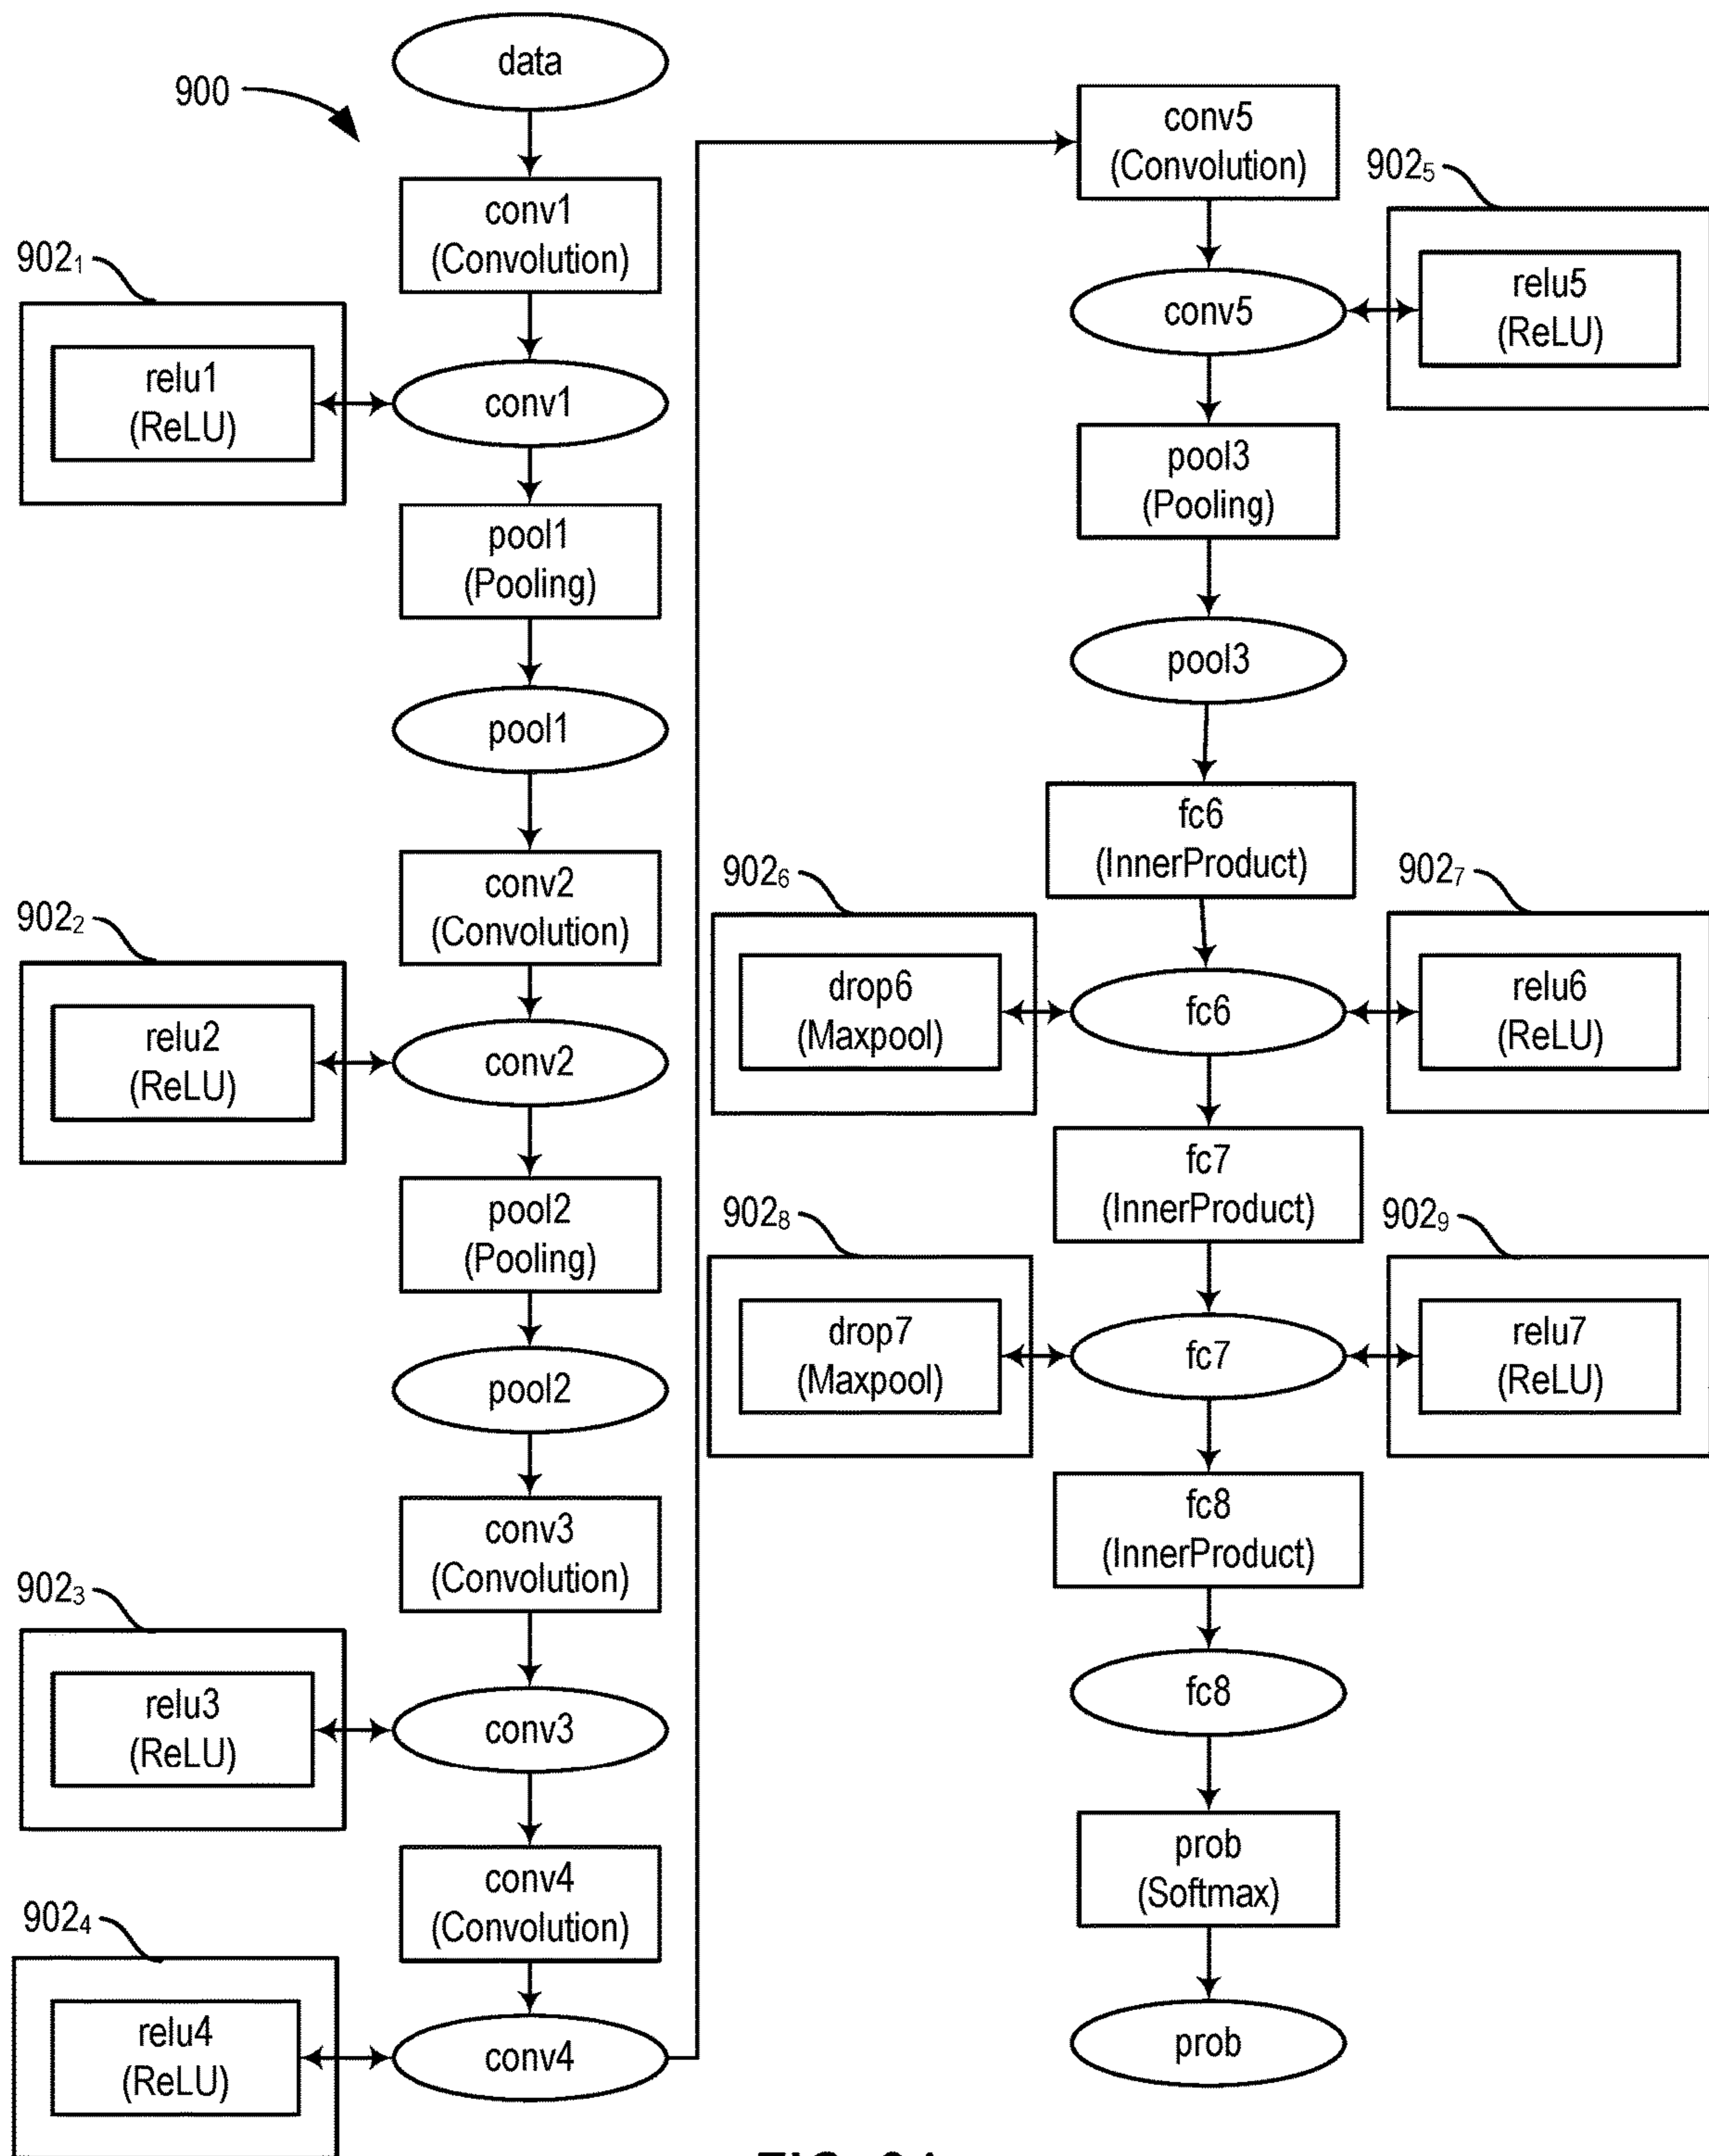 data
900
conv1
(Convolution)
902₁
relu1
(ReLU)
conv1
pool1
(Pooling)
pool1
conv2
(Convolution)
902₂
relu2
(ReLU)
conv2
pool2
(Pooling)
pool2
conv3
(Convolution)
902₃
relu3
(ReLU)
conv3
conv4
(Convolution)
902₄
relu4
(ReLU)
conv4
conv5
(Convolution)
902₅
conv5
relu5
(ReLU)
pool3
(Pooling)
pool3
fc6
(InnerProduct)
902₆
902₇
drop6
(Maxpool)
fc6
relu6
(ReLU)
fc7
(InnerProduct)
902₈
902₉
drop7
(Maxpool)
fc7
relu7
(ReLU)
fc8
(InnerProduct)
fc8
prob
(Softmax)
prob